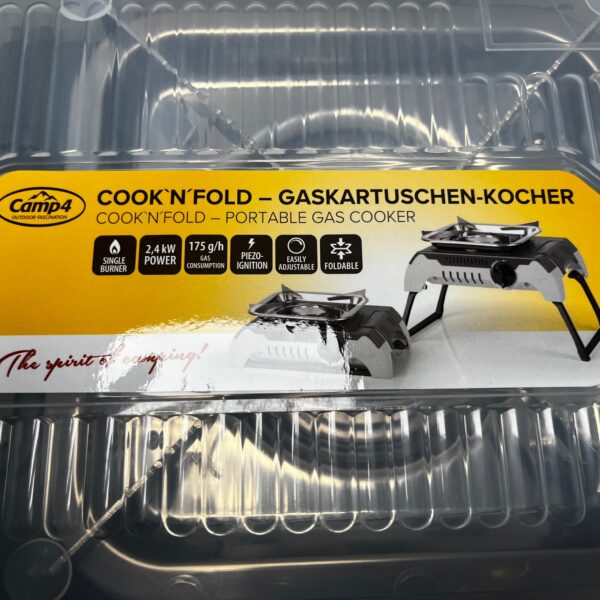 Camp4
OUTDOOR FASCINATION
COOK`N´FOLD – GASKARTUSCHEN-KOCHER
COOK`N´FOLD – PORTABLE GAS COOKER
SINGLE
BURNER
2,4 kW
POWER
175 g/h
GAS
CONSUMPTION
PIEZO-
IGNITION
EASILY
ADJUSTABLE
FOLDABLE
The spirit of camping!